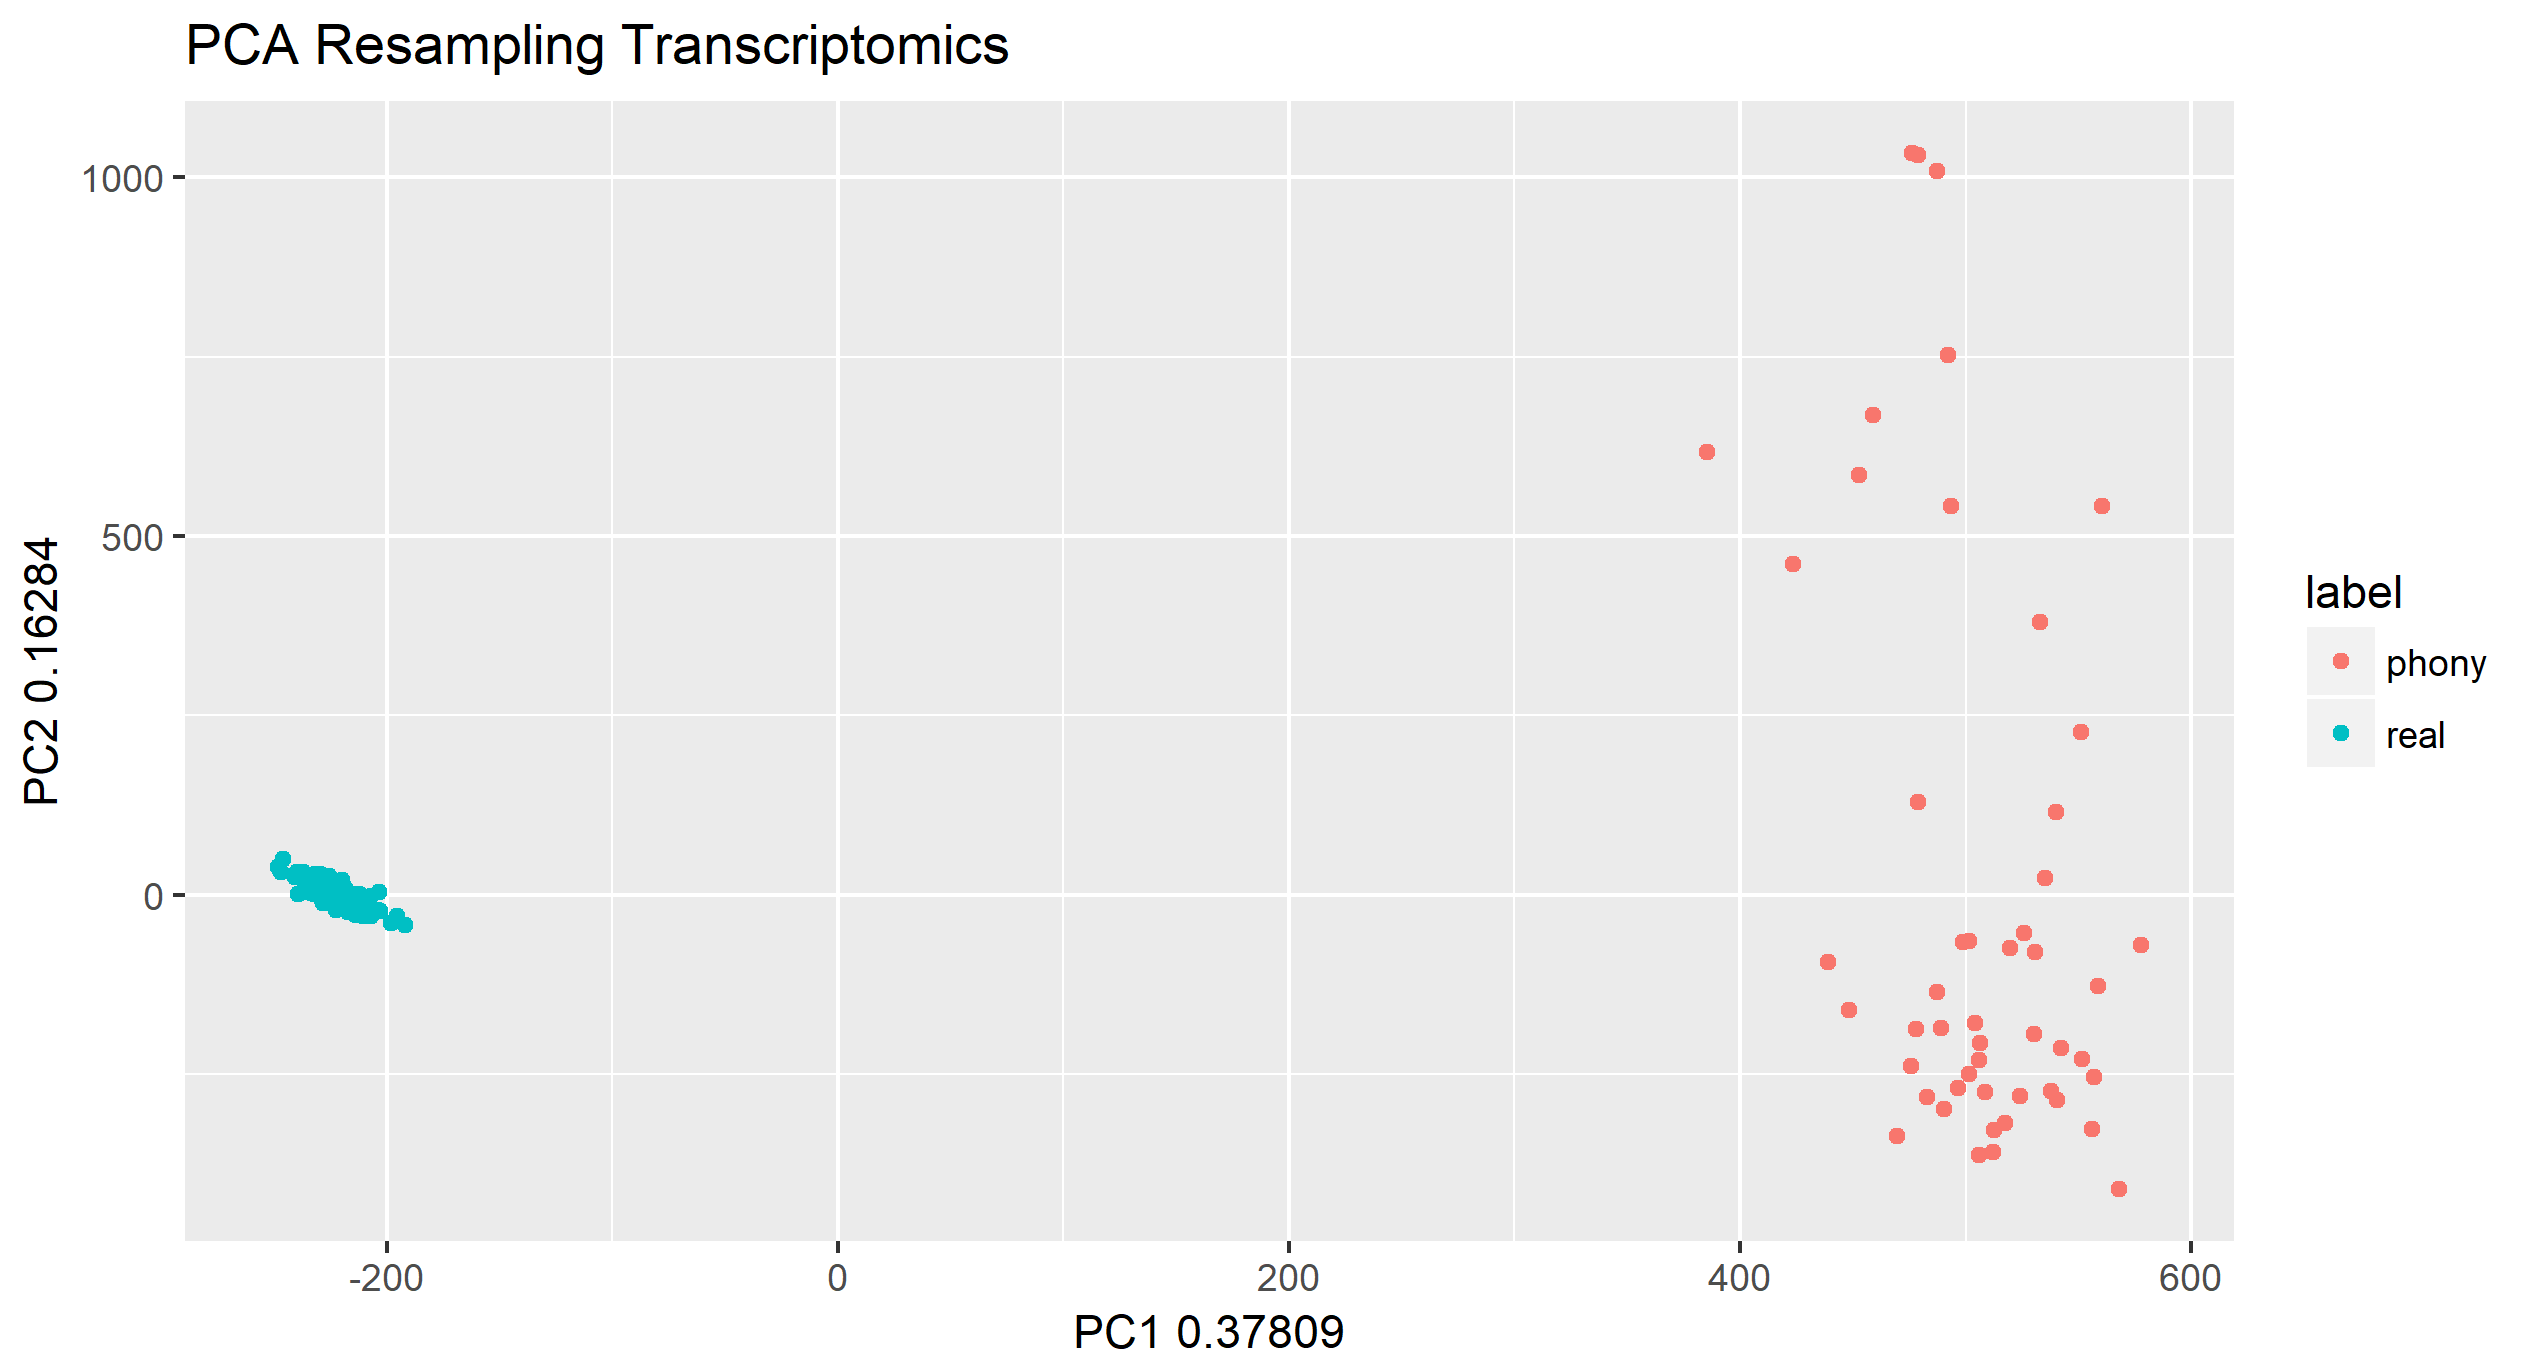 PCA Resampling Transcriptomics
1000
500
0
PC2 0.16284
-200
0
200
400
600
PC1 0.37809
label
phony
real